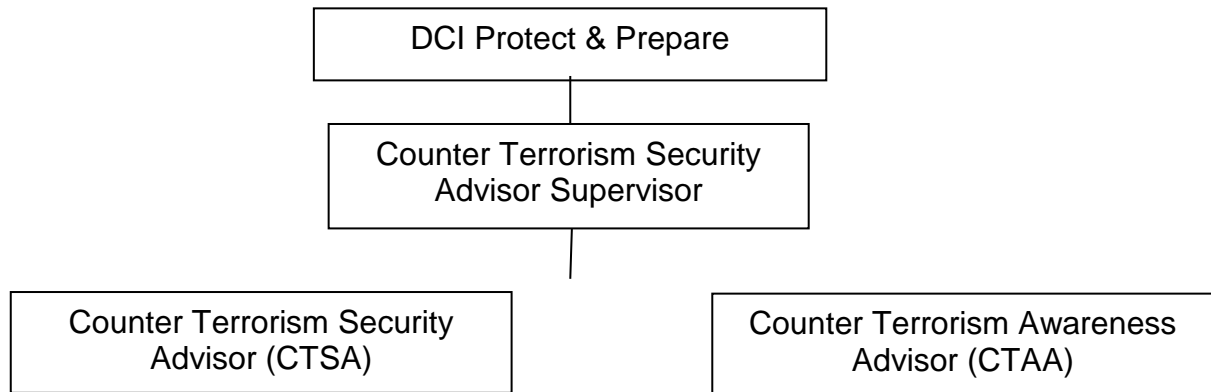 DCI Protect & Prepare
Counter Terrorism Security
Advisor Supervisor
Counter Terrorism Security
Advisor (CTSA)
Counter Terrorism Awareness
Advisor (CTAA)